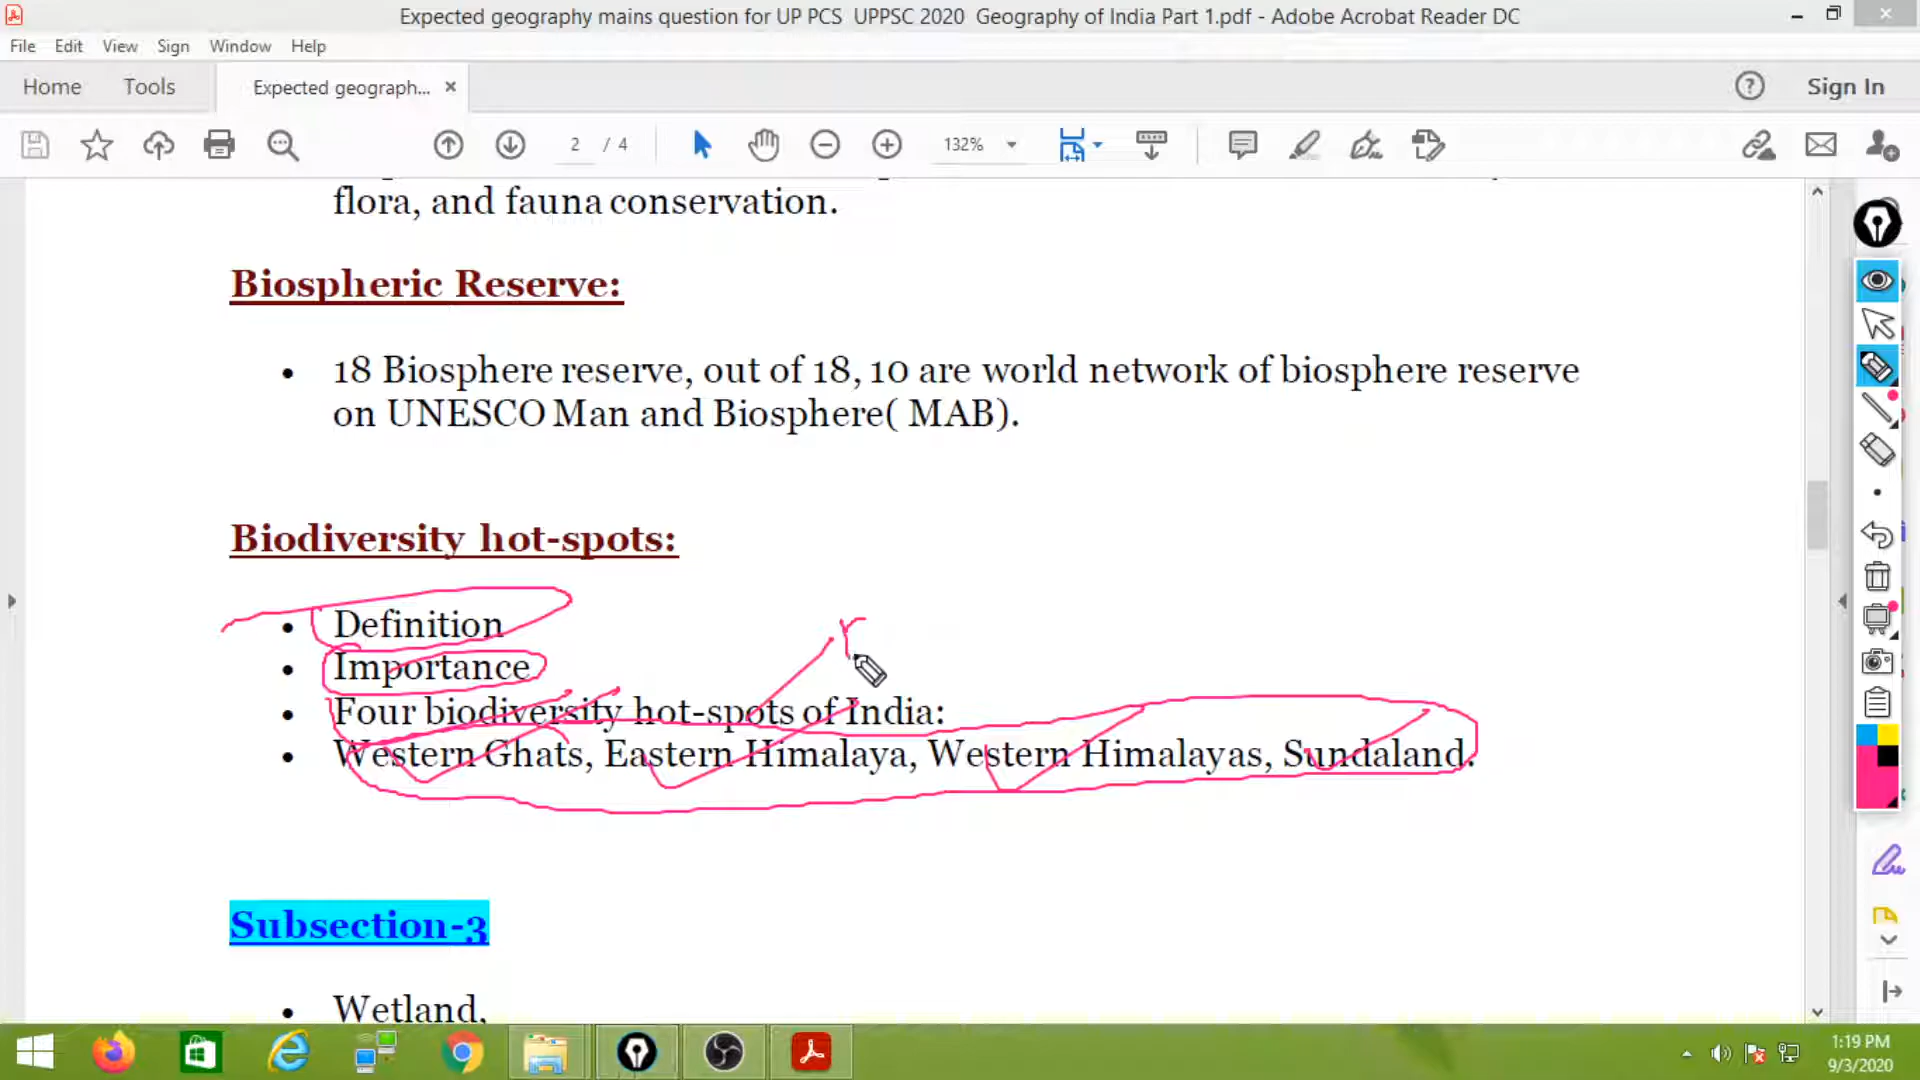 Expected geography mains question for UP PCS UPPSC 2020 Geography of India Part 1.pdf - Adobe Acrobat Reader DC
File Edit View Sign Window Help
Home Tools Expected geograph... × Sign In
2 / 4 132%
flora, and fauna conservation.
Biospheric Reserve:
• 18 Biosphere reserve, out of 18, 10 are world network of biosphere reserve
on UNESCO Man and Biosphere( MAB).
Biodiversity hot-spots:
• Definition
• Importance
• Four biodiversity hot-spots of India:
• Western Ghats, Eastern Himalaya, Western Himalayas, Sundaland.
Subsection-3
• Wetland,
1:19 PM
9/3/2020